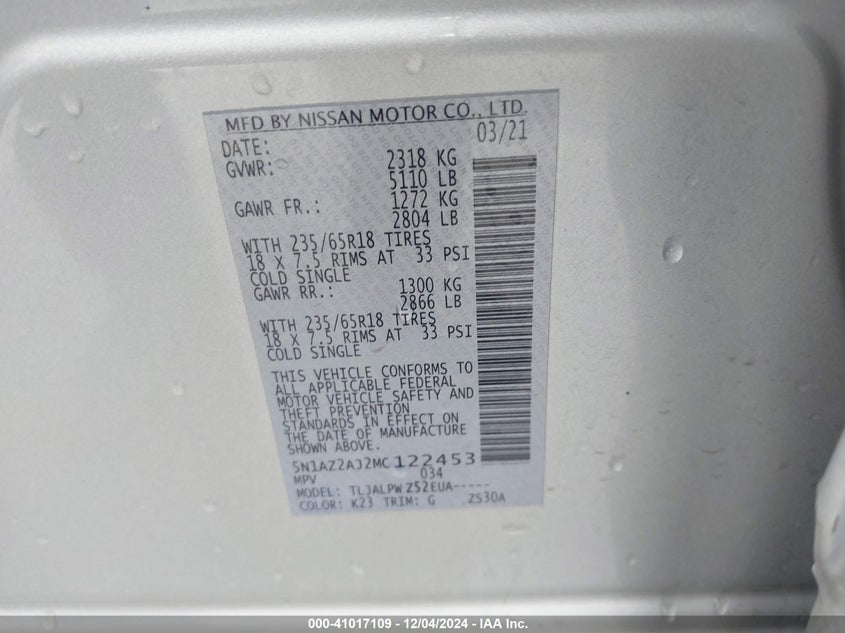 MFD BY NISSAN MOTOR CO., LTD.
DATE: 03/21
GVWR: 2318 KG
5110 LB
GAWR FR.: 1272 KG
2804 LB
WITH 235/65R18 TIRES
18 X 7.5 RIMS AT 33 PSI
COLD SINGLE
GAWR RR.: 1300 KG
2866 LB
WITH 235/65R18 TIRES
18 X 7.5 RIMS AT 33 PSI
COLD SINGLE
THIS VEHICLE CONFORMS TO
ALL APPLICABLE FEDERAL
MOTOR VEHICLE SAFETY AND
THEFT PREVENTION
STANDARDS IN EFFECT ON
THE DATE OF MANUFACTURE
SHOWN ABOVE.
5N1AZ2AJ2MC122453
MPV 034
MODEL: TLJALPW Z52EUA-----
COLOR: K23 TRIM: G ZS30A
000-41017109 - 12/04/2024 - IAA Inc.